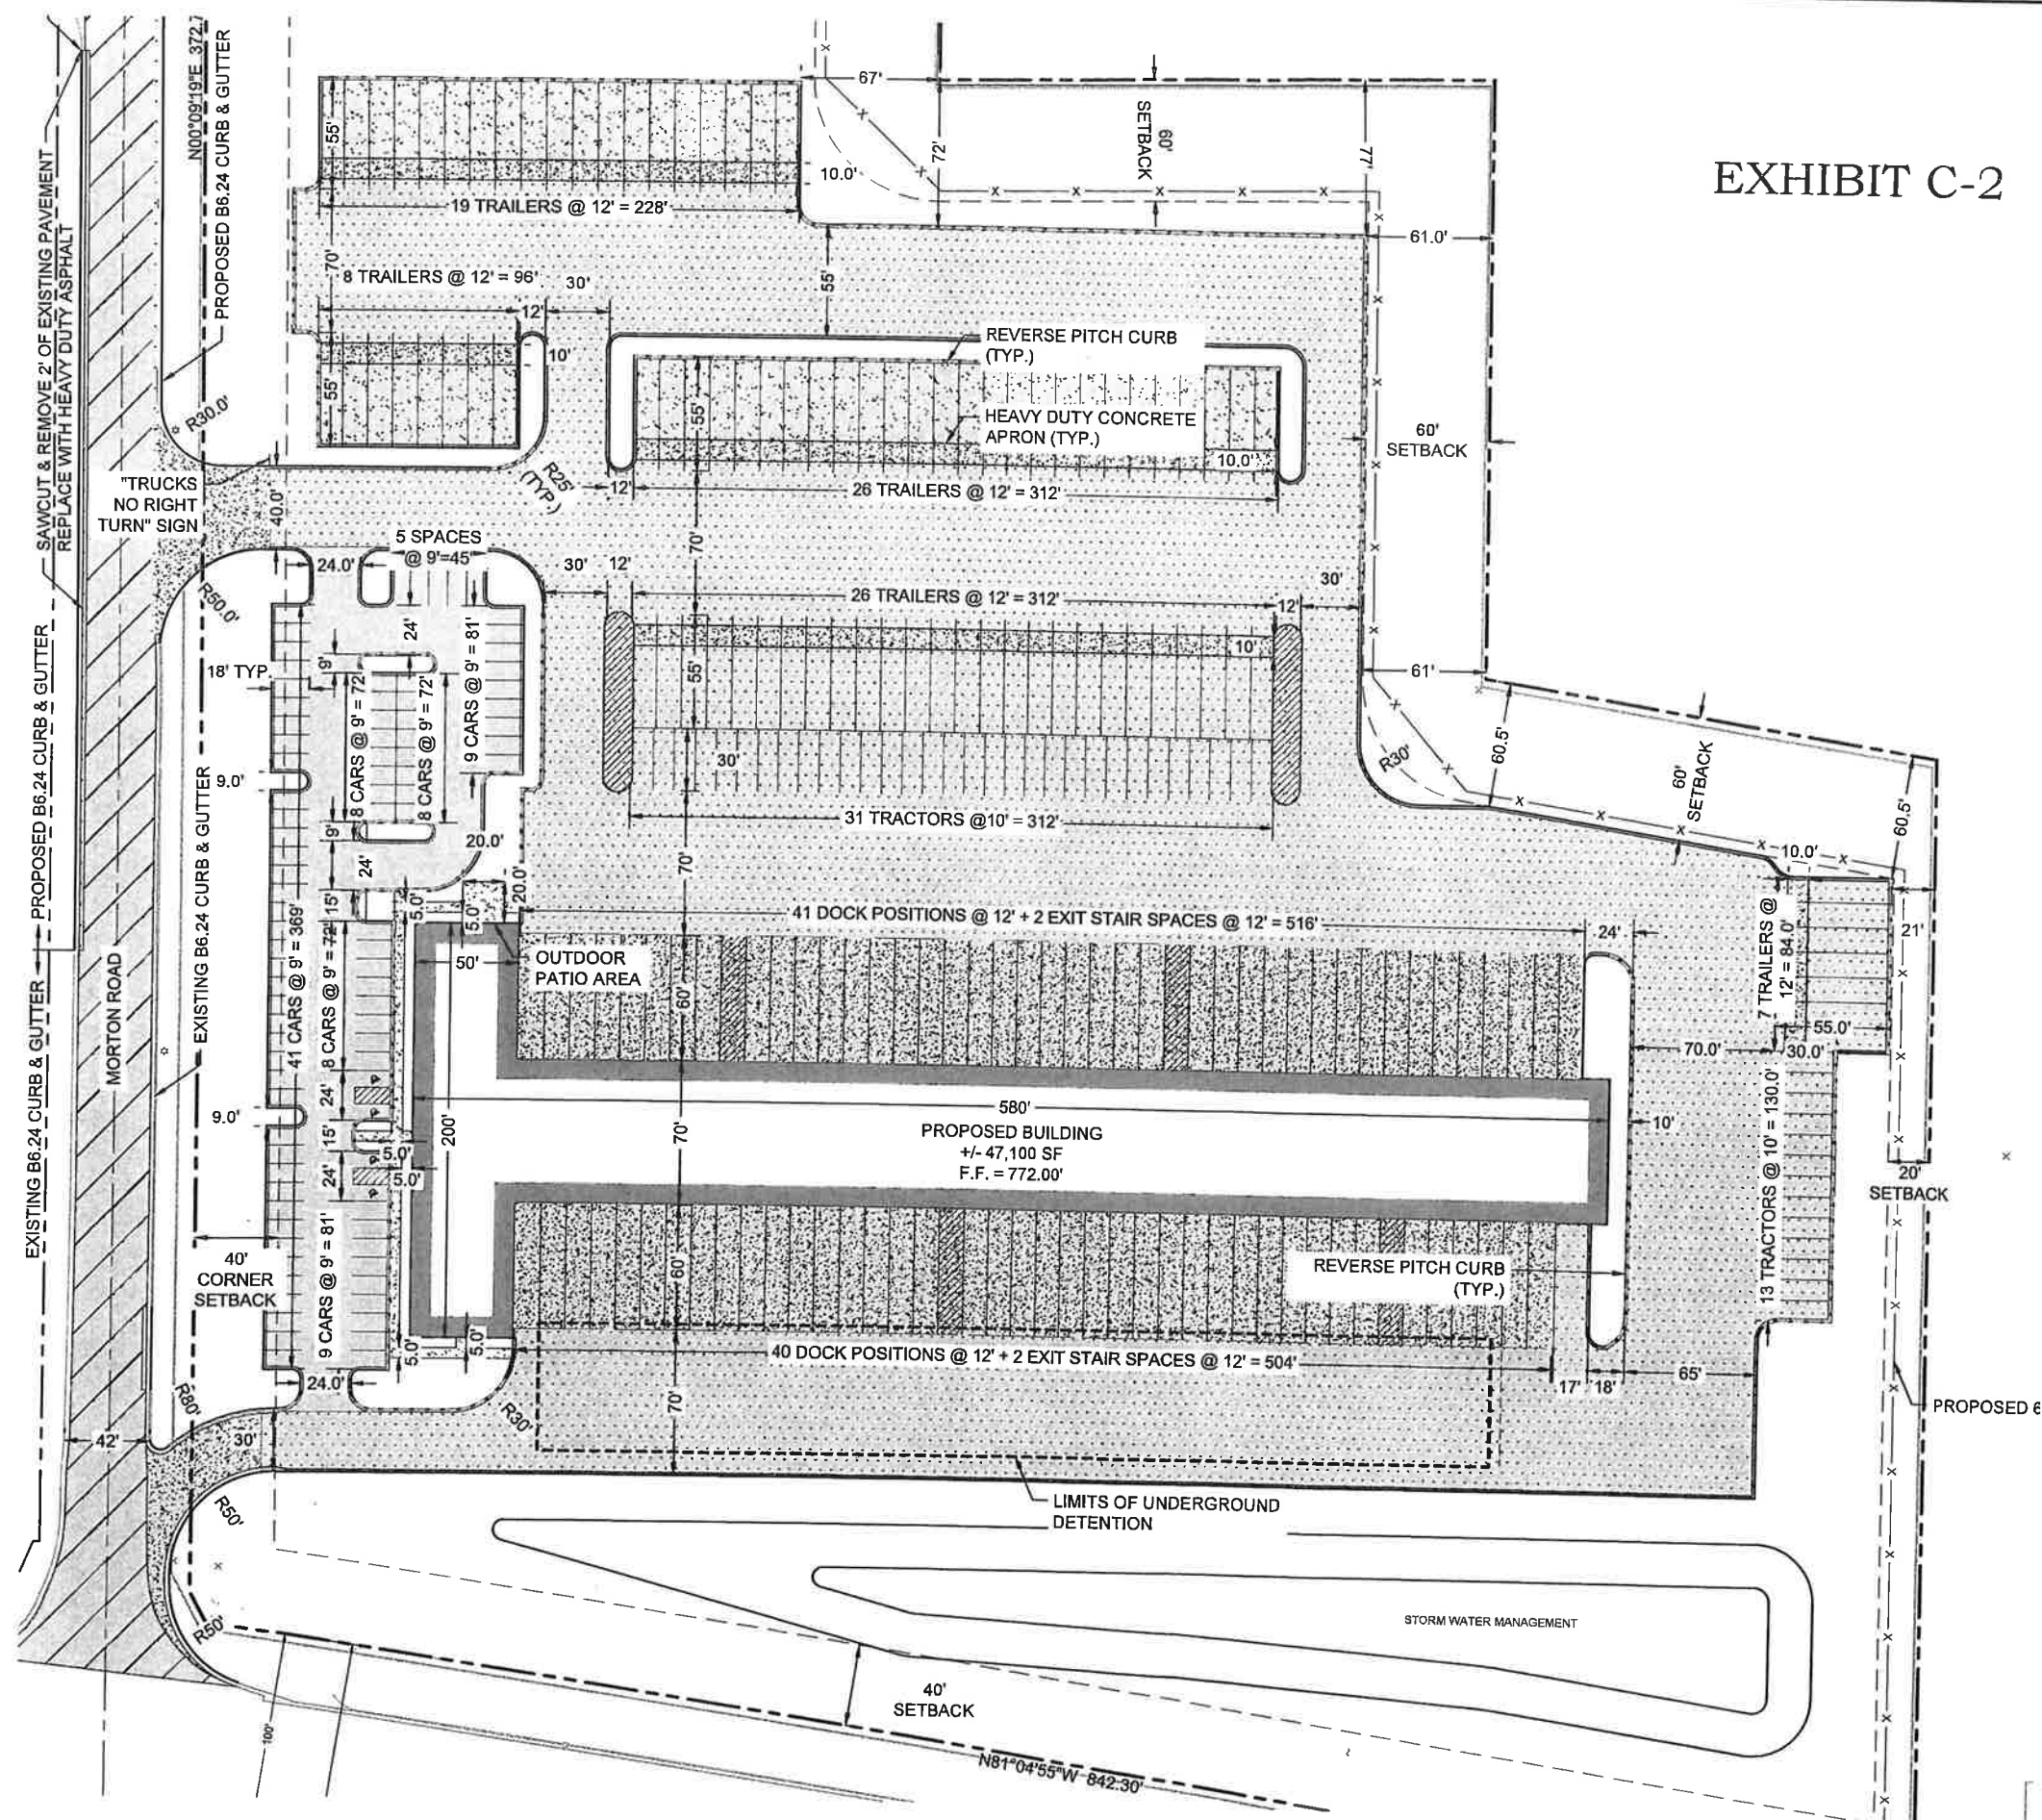 EXHIBIT C-2
N00°09'19"E 372.7
PROPOSED B6.24 CURB & GUTTER
SAWCUT & REMOVE 2' OF EXISTING PAVEMENT
REPLACE WITH HEAVY DUTY ASPHALT
67'
60'
SETBACK
72'
77'
55'
10.0'
19 TRAILERS @ 12' = 228'
61.0'
70'
8 TRAILERS @ 12' = 96'
30'
12'
55'
10'
REVERSE PITCH CURB
(TYP.)
55'
55'
HEAVY DUTY CONCRETE
APRON (TYP.)
10.0'
60'
SETBACK
R30.0'
"TRUCKS
NO RIGHT
TURN" SIGN
40.0'
R25'
(TYP.)
12'
26 TRAILERS @ 12' = 312'
5 SPACES
@ 9'=45'
24.0'
70'
30'
12'
30'
R50.0'
26 TRAILERS @ 12' = 312'
12'
24'
9 CARS @ 9' = 81'
10'
18' TYP.
9'
55'
61'
8 CARS @ 9' = 72'
8 CARS @ 9' = 72'
60.5'
60'
SETBACK
R30'
30'
9.0'
31 TRACTORS @10' = 312'
9'
20.0'
60.5'
10.0'
24'
70'
20.0'
EXISTING B6.24 CURB & GUTTER
PROPOSED B6.24 CURB & GUTTER
EXISTING B6.24 CURB & GUTTER
MORTON ROAD
15'
5.0'
5.0'
41 DOCK POSITIONS @ 12' + 2 EXIT STAIR SPACES @ 12' = 516'
24'
7 TRAILERS @
12' = 84.0'
21'
41 CARS @ 9' = 369'
8 CARS @ 9' = 72'
50'
OUTDOOR
PATIO AREA
60'
55.0'
70.0'
30.0'
24'
9.0'
200'
580'
10'
15'
70'
PROPOSED BUILDING
+/- 47,100 SF
F.F. = 772.00'
5.0'
24'
5.0'
13 TRACTORS @ 10' = 130.0'
20'
SETBACK
40'
CORNER
SETBACK
9 CARS @ 9' = 81'
60'
REVERSE PITCH CURB
(TYP.)
5.0'
5.0'
40 DOCK POSITIONS @ 12' + 2 EXIT STAIR SPACES @ 12' = 504'
24.0'
17'
18'
65'
R80'
R30'
70'
PROPOSED 6
42'
30'
R50'
LIMITS OF UNDERGROUND
DETENTION
R50'
STORM WATER MANAGEMENT
40'
SETBACK
100'
N81°04'55"W 842.30'